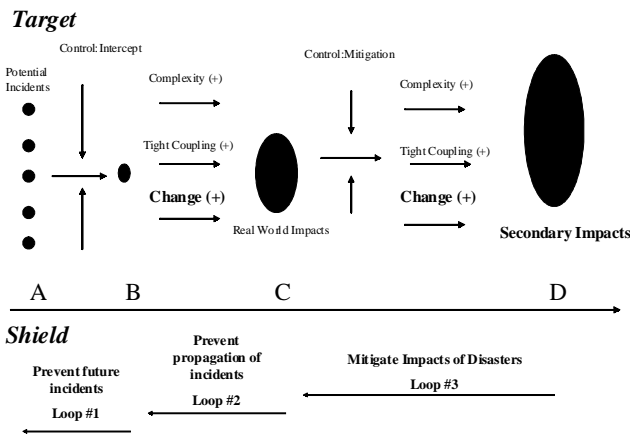 Target
Control:Intercept
Control:Mitigation
Potential
Incidents
Complexity (+)
Complexity (+)
Tight Coupling (+)
Tight Coupling (+)
Change (+)
Change (+)
Real World Impacts
Secondary Impacts
A
B
C
D
Shield
Prevent future
incidents
Loop #1
Prevent
propagation of
incidents
Loop #2
Mitigate Impacts of Disasters
Loop #3